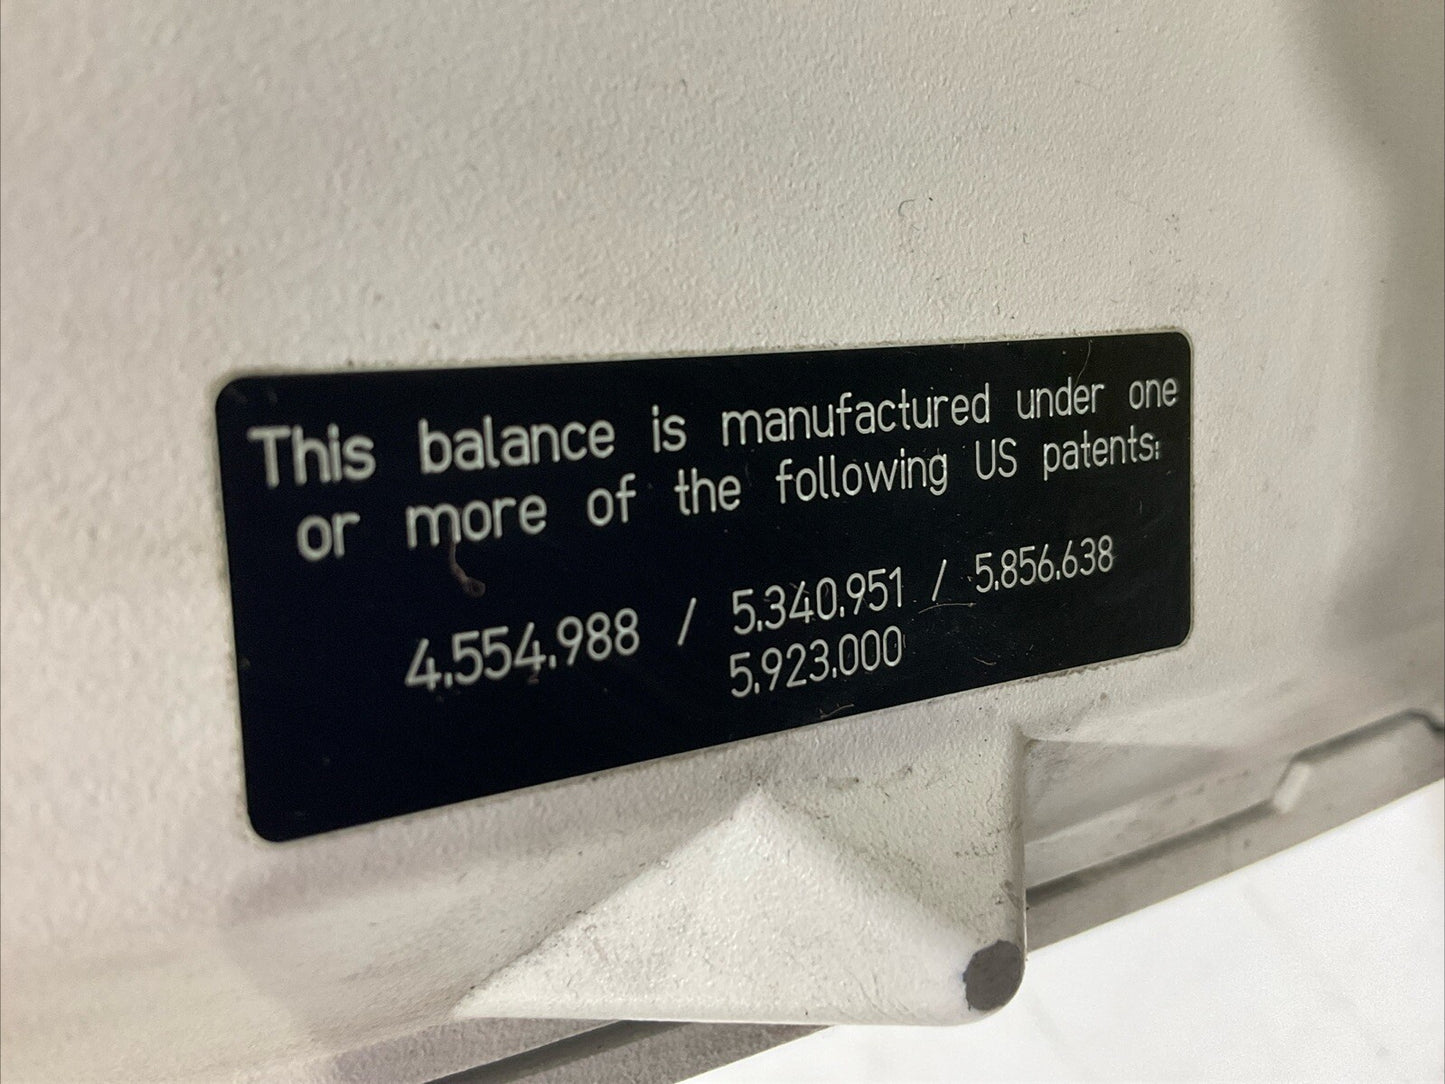 This balance is manufactured under one
or more of the following US patents:
4.554.988 / 5.340.951 / 5.856.638
5.923.000